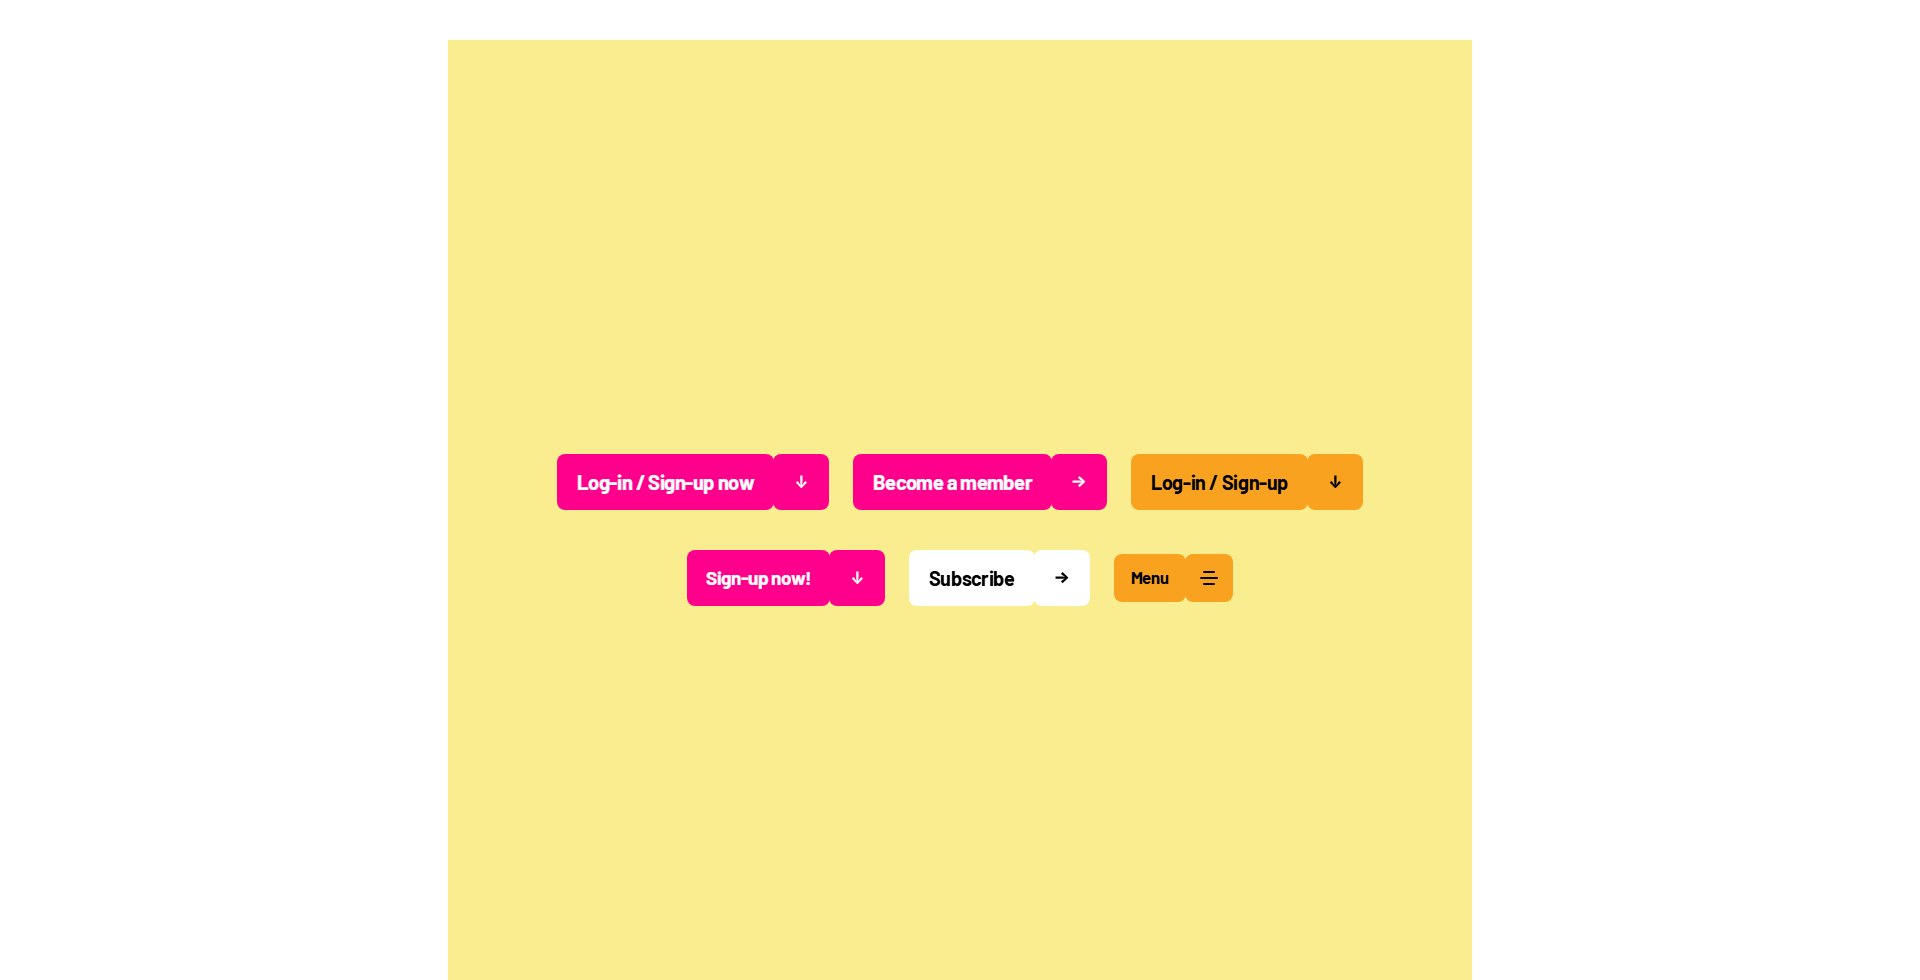 Log-in / Sign-up now
Become a member
Log-in / Sign-up
Sign-up now!
Subscribe
Menu